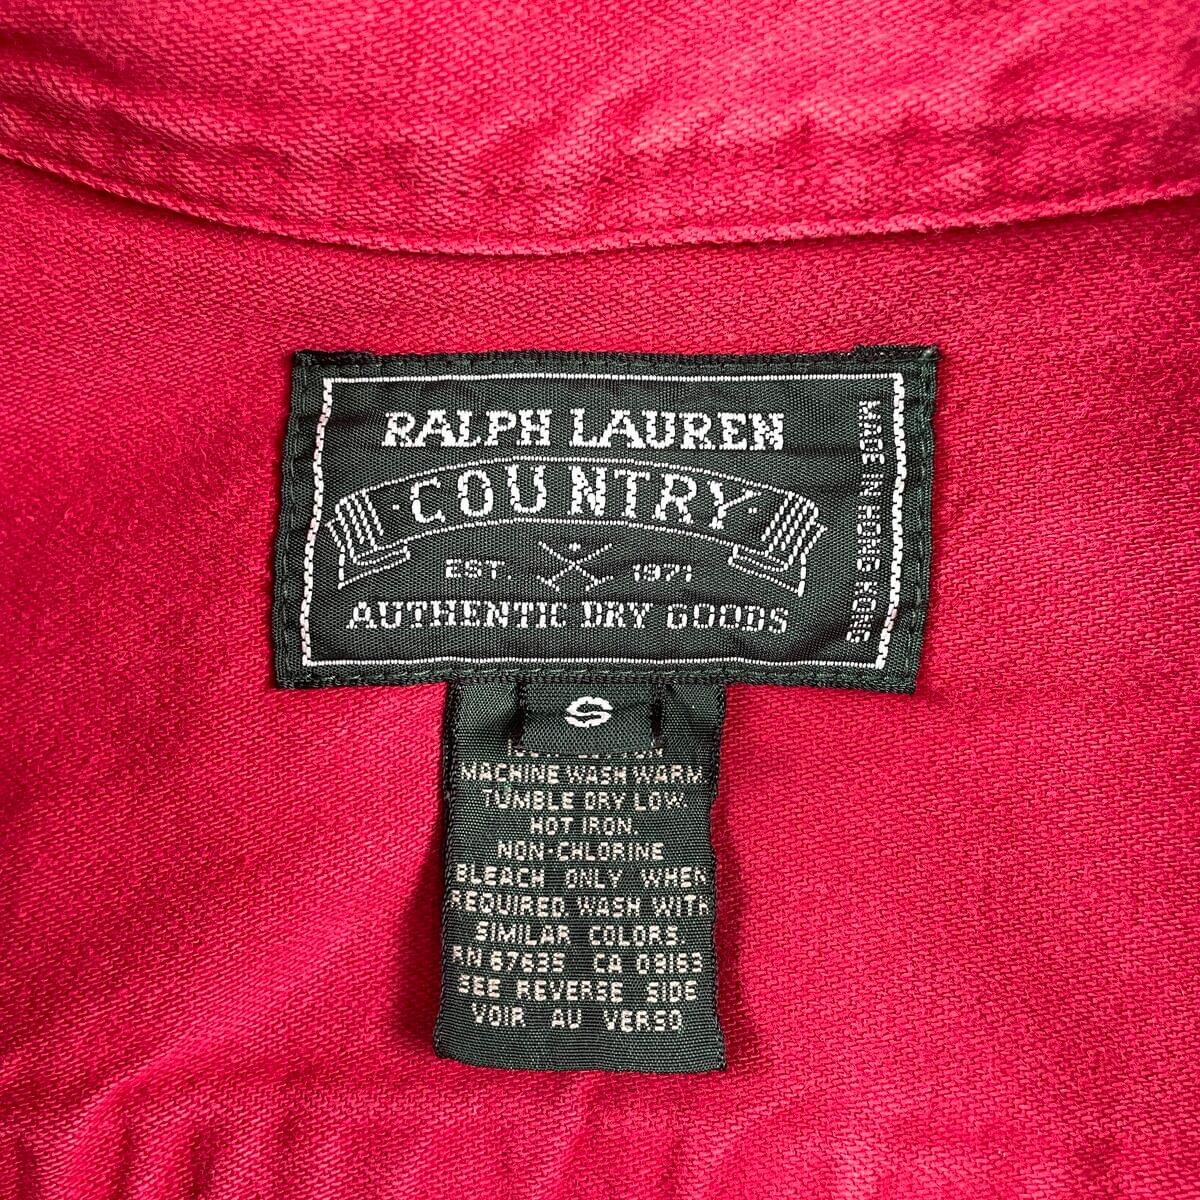 RALPH LAUREN
·COUNTRY·
EST. 1971
AUTHENTIC DRY GOODS
MADE IN HONG KONG
S
100% COTTON
MACHINE WASH WARM
TUMBLE DRY LOW.
HOT IRON.
NON-CHLORINE
BLEACH ONLY WHEN
REQUIRED WASH WITH
SIMILAR COLORS.
RN 67635 CA 09163
SEE REVERSE SIDE
VOIR AU VERSO